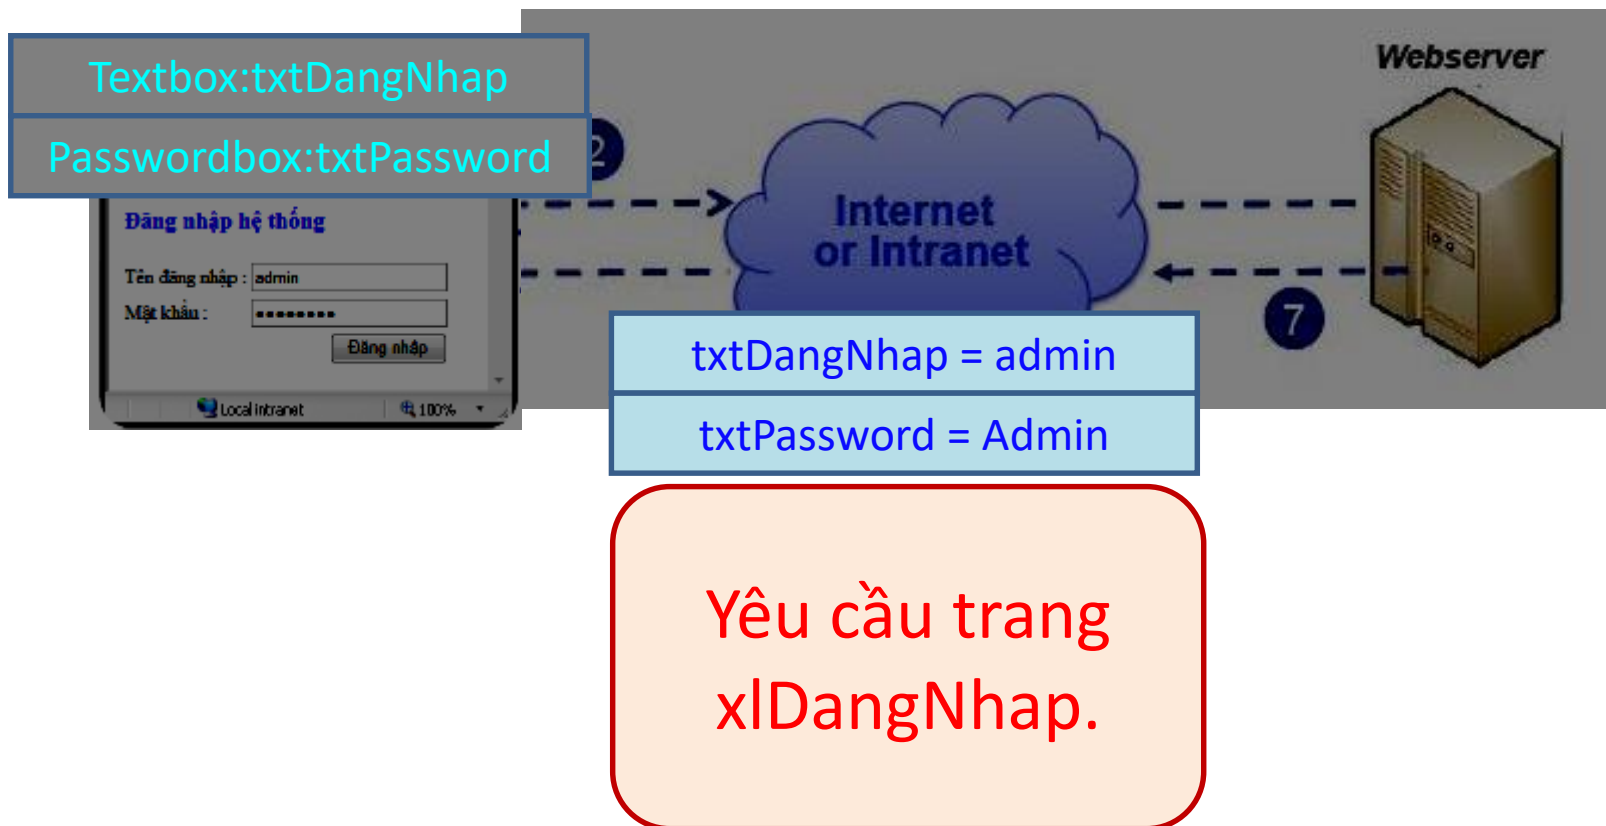 Textbox:txtDangNhap
Passwordbox:txtPassword
Webserver
2
Internet
or Intranet
7
Đăng nhập hệ thống
Tên đăng nhập : admin
Mật khẩu : ••••••••
Đăng nhập
Local intranet 100%
txtDangNhap = admin
txtPassword = Admin
Yêu cầu trang
xlDangNhap.